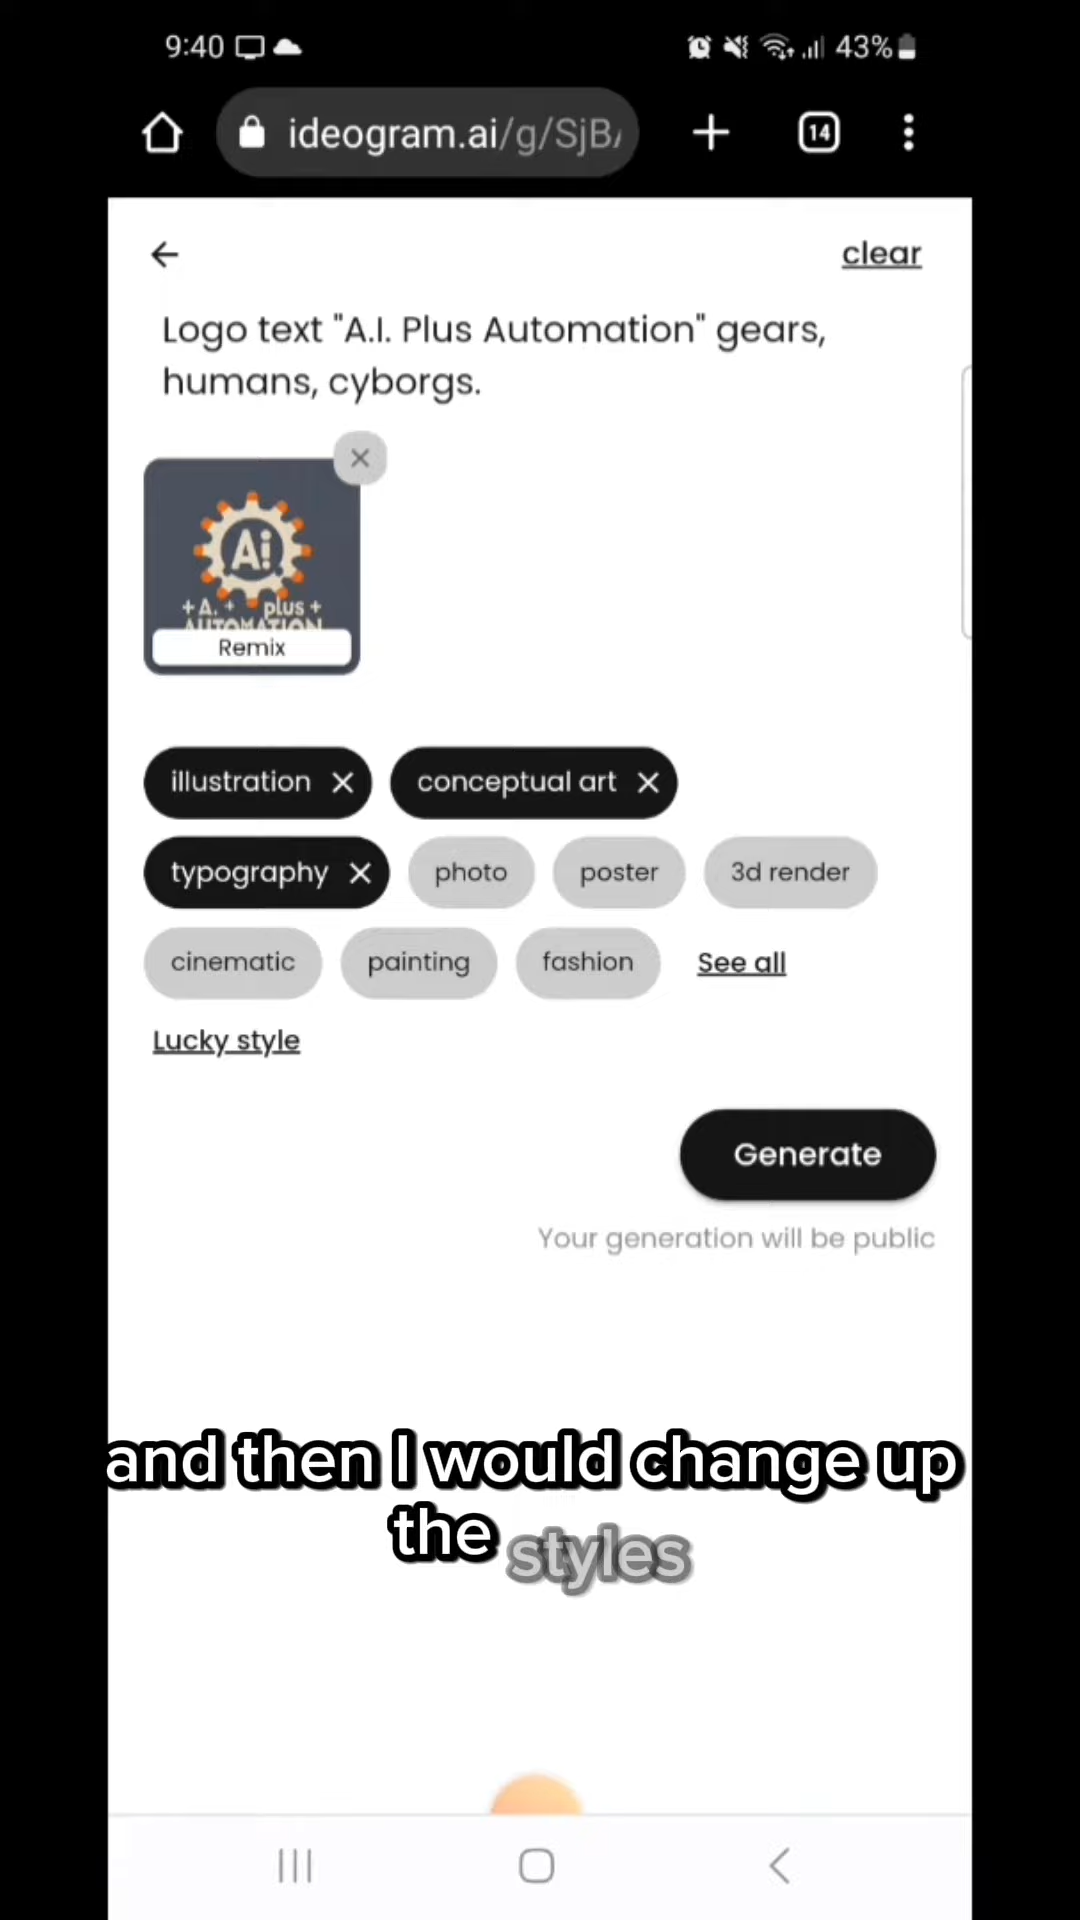 9:40
43%
ideogram.ai/g/SjB
14
clear
Logo text "A.I. Plus Automation" gears,
humans, cyborgs.
A.i.
+ A. + plus +
AUTOMATION
Remix
illustration
conceptual art
typography
photo
poster
3d render
cinematic
painting
fashion
See all
Lucky style
Generate
Your generation will be public
and then I would change up
the styles